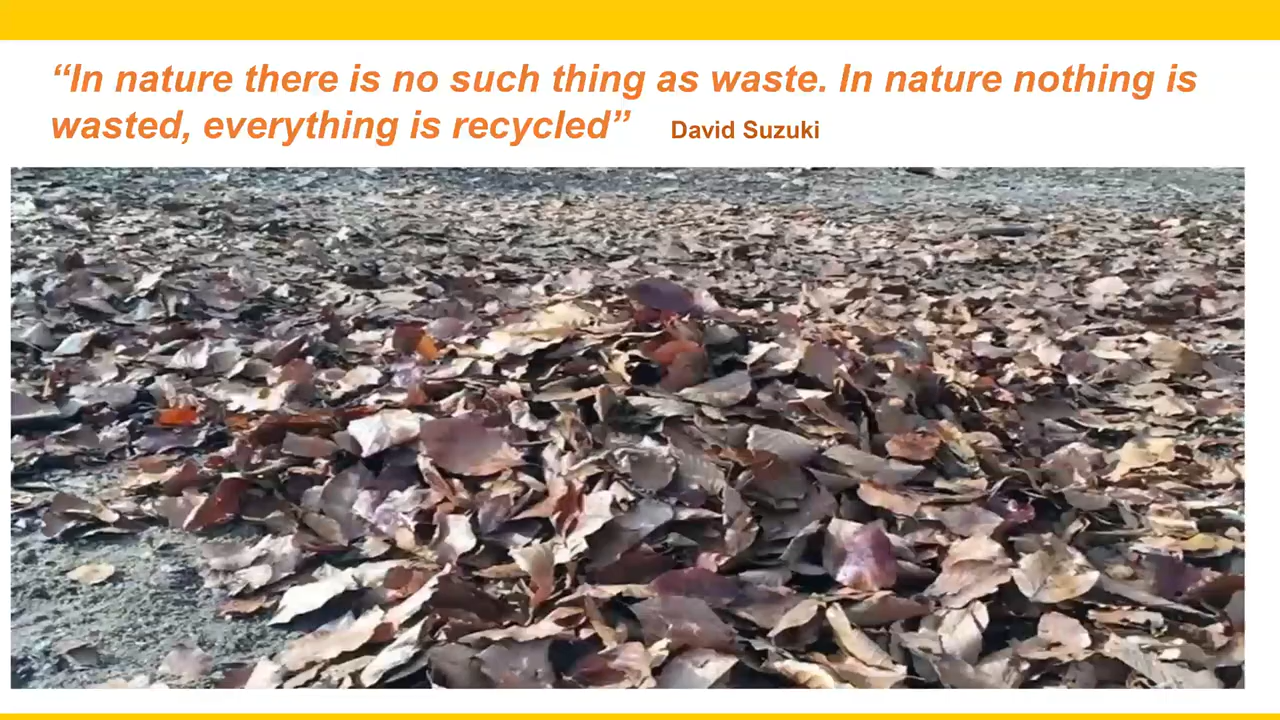 “In nature there is no such thing as waste. In nature nothing is
wasted, everything is recycled” David Suzuki